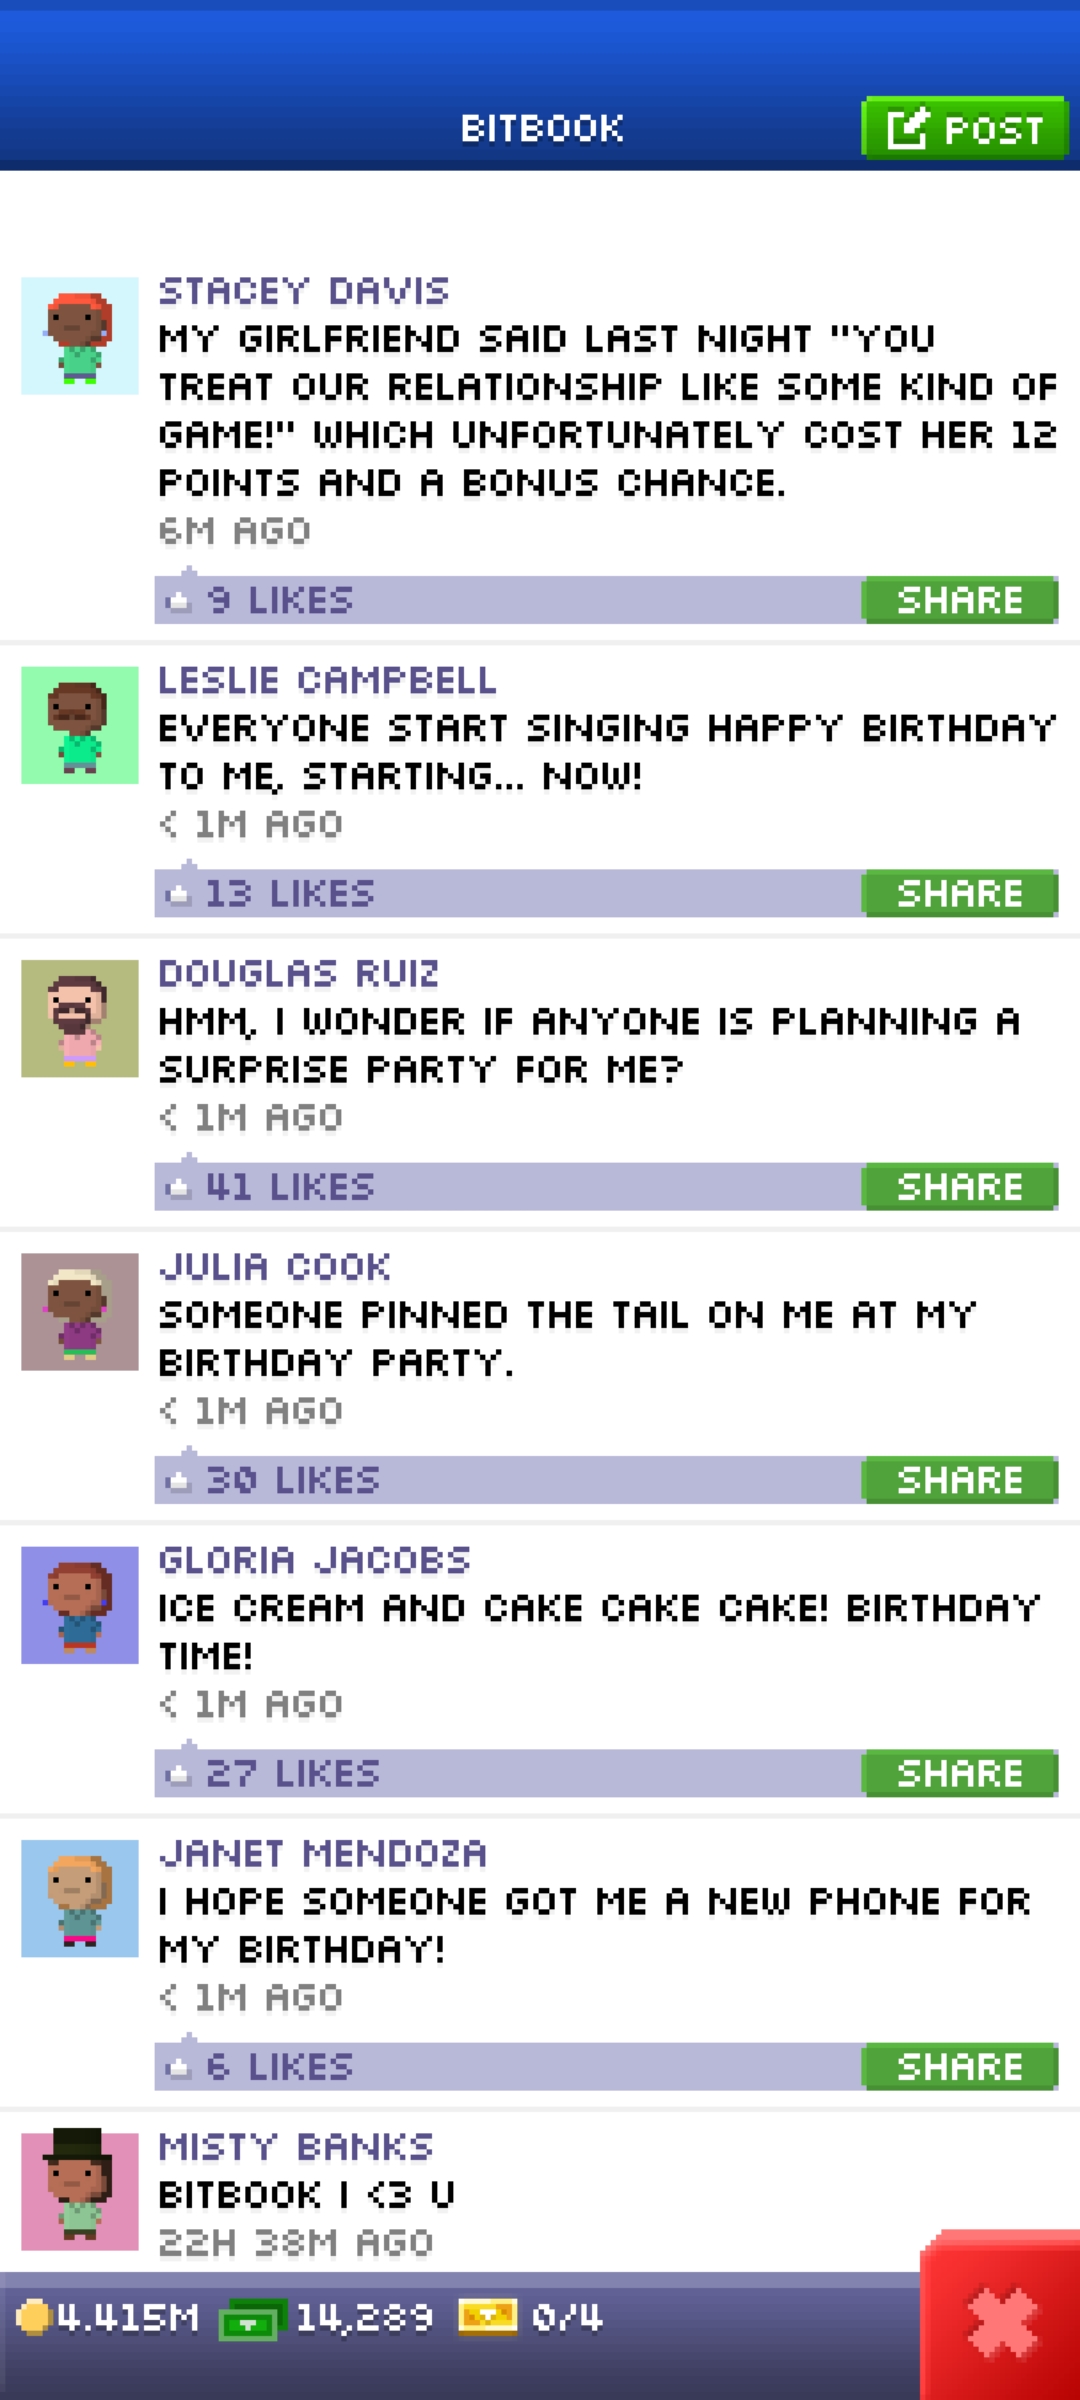 BITBOOK
POST
STACEY DAVIS
MY GIRLFRIEND SAID LAST NIGHT "YOU
TREAT OUR RELATIONSHIP LIKE SOME KIND OF
GAME!" WHICH UNFORTUNATELY COST HER 12
POINTS AND A BONUS CHANCE.
6M AGO
9 LIKES
SHARE
LESLIE CAMPBELL
EVERYONE START SINGING HAPPY BIRTHDAY
TO ME, STARTING... NOW!
< 1M AGO
13 LIKES
SHARE
DOUGLAS RUIZ
HMM, I WONDER IF ANYONE IS PLANNING A
SURPRISE PARTY FOR ME?
< 1M AGO
41 LIKES
SHARE
JULIA COOK
SOMEONE PINNED THE TAIL ON ME AT MY
BIRTHDAY PARTY.
< 1M AGO
30 LIKES
SHARE
GLORIA JACOBS
ICE CREAM AND CAKE CAKE CAKE! BIRTHDAY
TIME!
< 1M AGO
27 LIKES
SHARE
JANET MENDOZA
I HOPE SOMEONE GOT ME A NEW PHONE FOR
MY BIRTHDAY!
< 1M AGO
6 LIKES
SHARE
MISTY BANKS
BITBOOK I <3 U
22H 38M AGO
4.415M 14,289 0/4